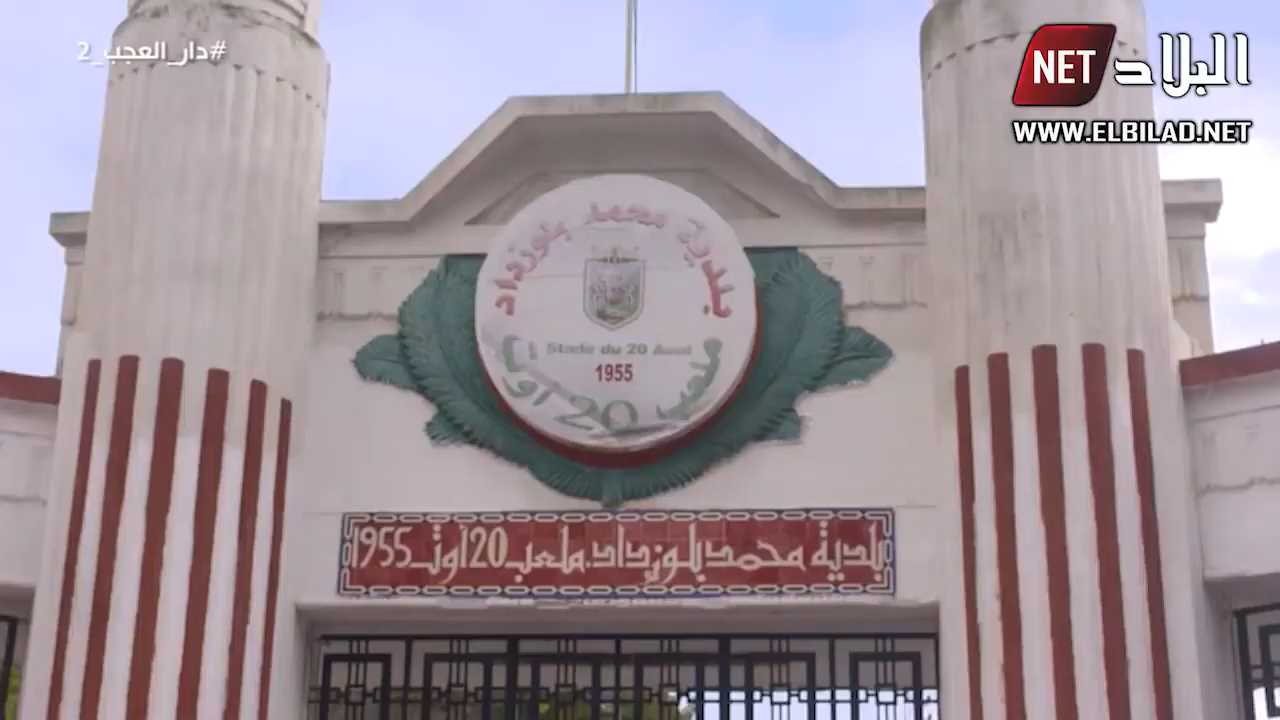 #دار_العجب_2
البلاد NET
WWW.ELBILAD.NET
بلدية محمد بلوزداد
Stade du 20 Aout
1955
ملعب 20 أوت
بلدية محمد بلوزداد. ملعب 20 أوت 1955